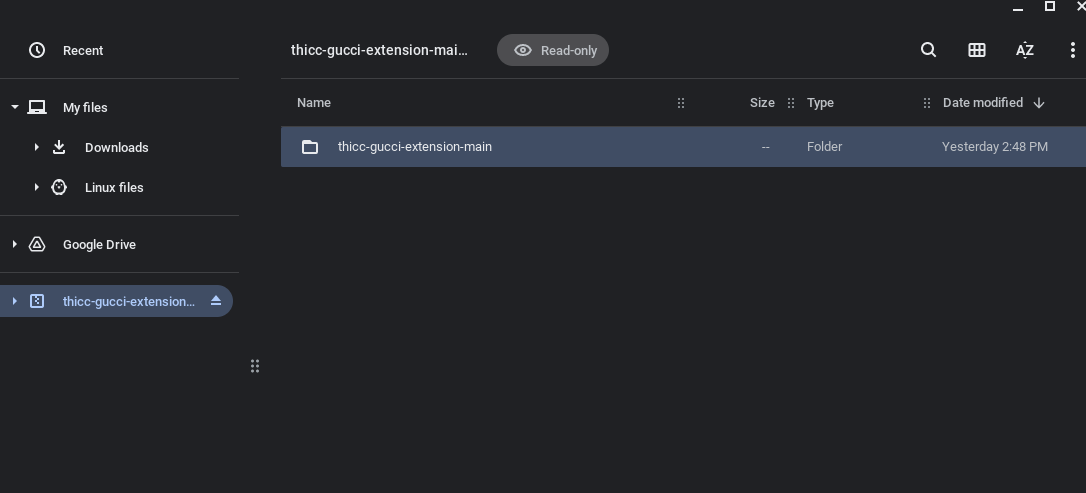 Recent
thicc-gucci-extension-mai...
Read-only
AZ
My files
Name
Size
Type
Date modified
Downloads
thicc-gucci-extension-main
--
Folder
Yesterday 2:48 PM
Linux files
Google Drive
thicc-gucci-extension...